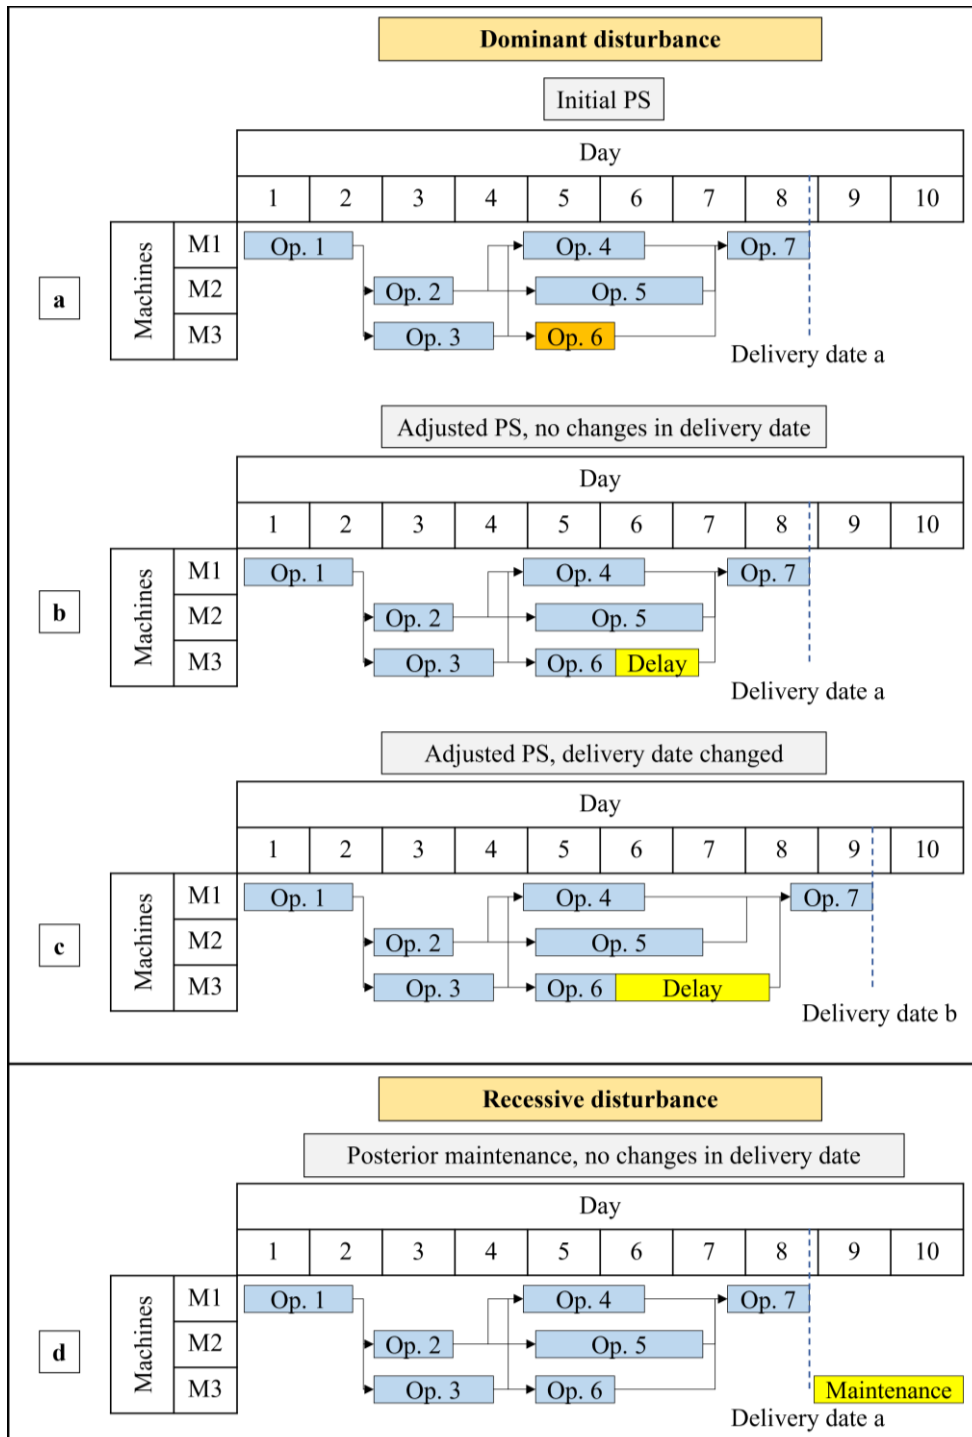 Dominant disturbance
Initial PS
Day
1 2 3 4 5 6 7 8 9 10
Machines
M1 Op. 1 Op. 4 Op. 7
a
M2 Op. 2 Op. 5
M3 Op. 3 Op. 6
Delivery date a
Adjusted PS, no changes in delivery date
Day
1 2 3 4 5 6 7 8 9 10
Machines
M1 Op. 1 Op. 4 Op. 7
b
M2 Op. 2 Op. 5
M3 Op. 3 Op. 6 Delay
Delivery date a
Adjusted PS, delivery date changed
Day
1 2 3 4 5 6 7 8 9 10
Machines
M1 Op. 1 Op. 4 Op. 7
c
M2 Op. 2 Op. 5
M3 Op. 3 Op. 6 Delay
Delivery date b
Recessive disturbance
Posterior maintenance, no changes in delivery date
Day
1 2 3 4 5 6 7 8 9 10
Machines
M1 Op. 1 Op. 4 Op. 7
d
M2 Op. 2 Op. 5
M3 Op. 3 Op. 6 Maintenance
Delivery date a